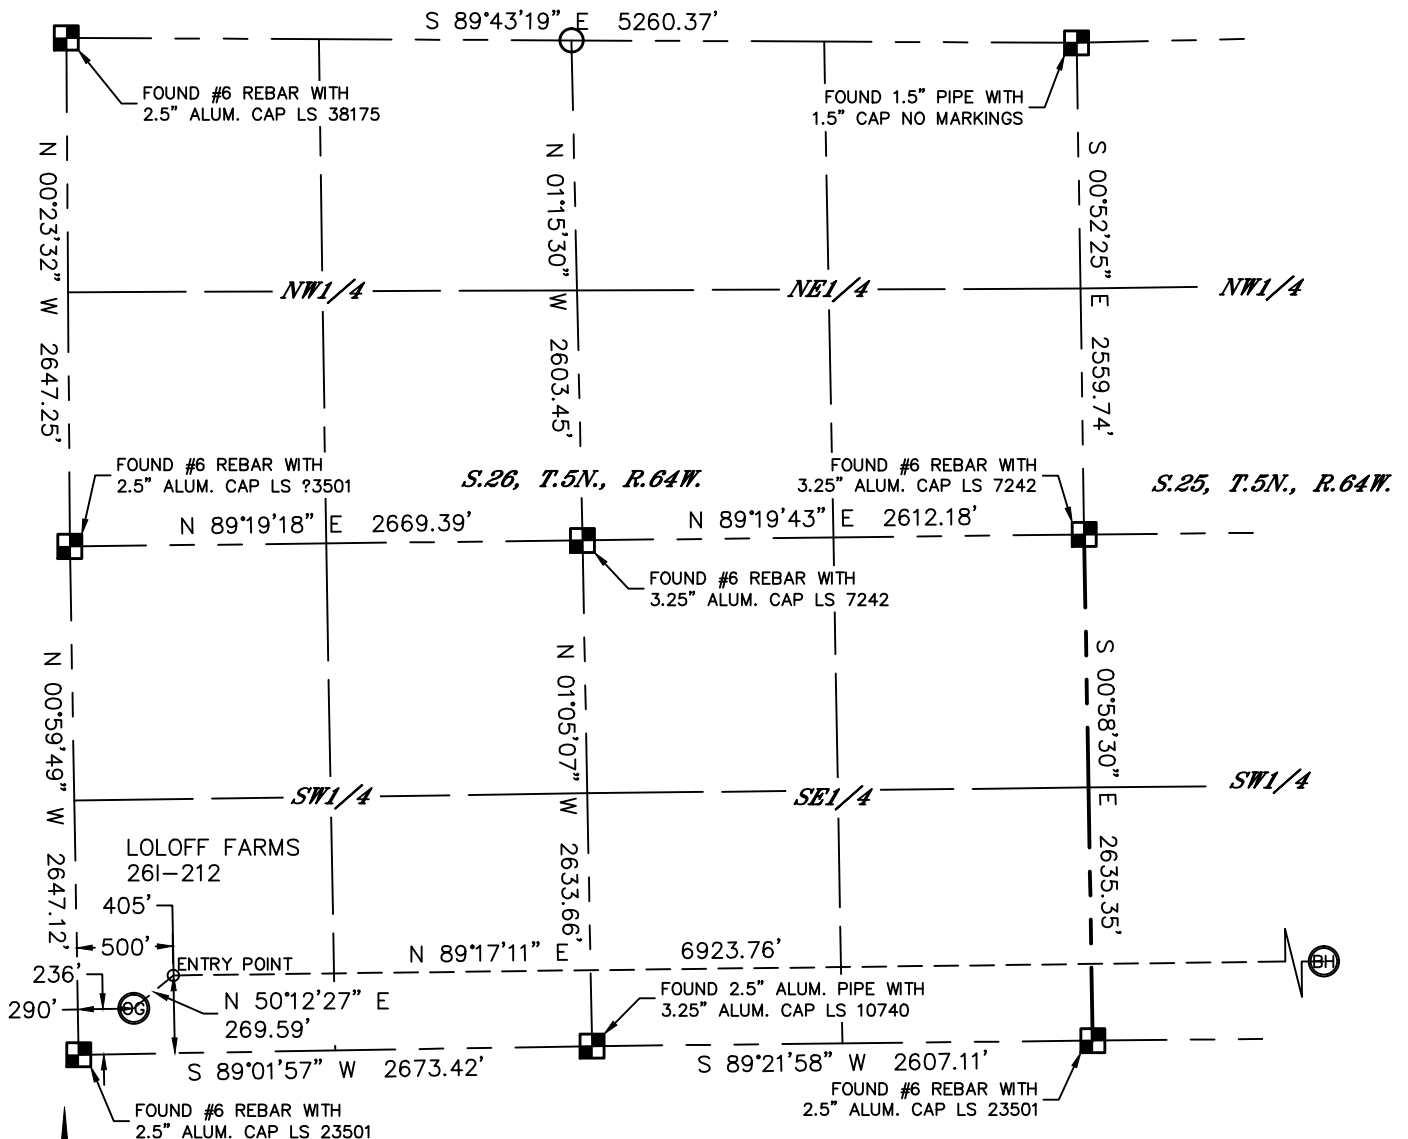 S 89°43'19" E 5260.37'
FOUND #6 REBAR WITH
2.5" ALUM. CAP LS 38175
FOUND 1.5" PIPE WITH
1.5" CAP NO MARKINGS
N 00°23'32" W 2647.25'
N 01°15'30" W 2603.45'
S 00°52'25" E 2559.74'
NW1/4
NE1/4
NW1/4
FOUND #6 REBAR WITH
2.5" ALUM. CAP LS ?3501
S.26, T.5N., R.64W.
FOUND #6 REBAR WITH
3.25" ALUM. CAP LS 7242
S.25, T.5N., R.64W.
N 89°19'18" E 2669.39'
N 89°19'43" E 2612.18'
FOUND #6 REBAR WITH
3.25" ALUM. CAP LS 7242
N 00°59'49" W 2647.12'
N 01°05'07" W 2633.66'
S 00°58'30" E 2635.35'
SW1/4
SE1/4
SW1/4
LOLOFF FARMS
26I-212
405'
500'
N 89°17'11" E 6923.76'
ENTRY POINT
BH
236'
290'
OG
N 50°12'27" E
269.59'
FOUND 2.5" ALUM. PIPE WITH
3.25" ALUM. CAP LS 10740
S 89°01'57" W 2673.42'
S 89°21'58" W 2607.11'
FOUND #6 REBAR WITH
2.5" ALUM. CAP LS 23501
FOUND #6 REBAR WITH
2.5" ALUM. CAP LS 23501